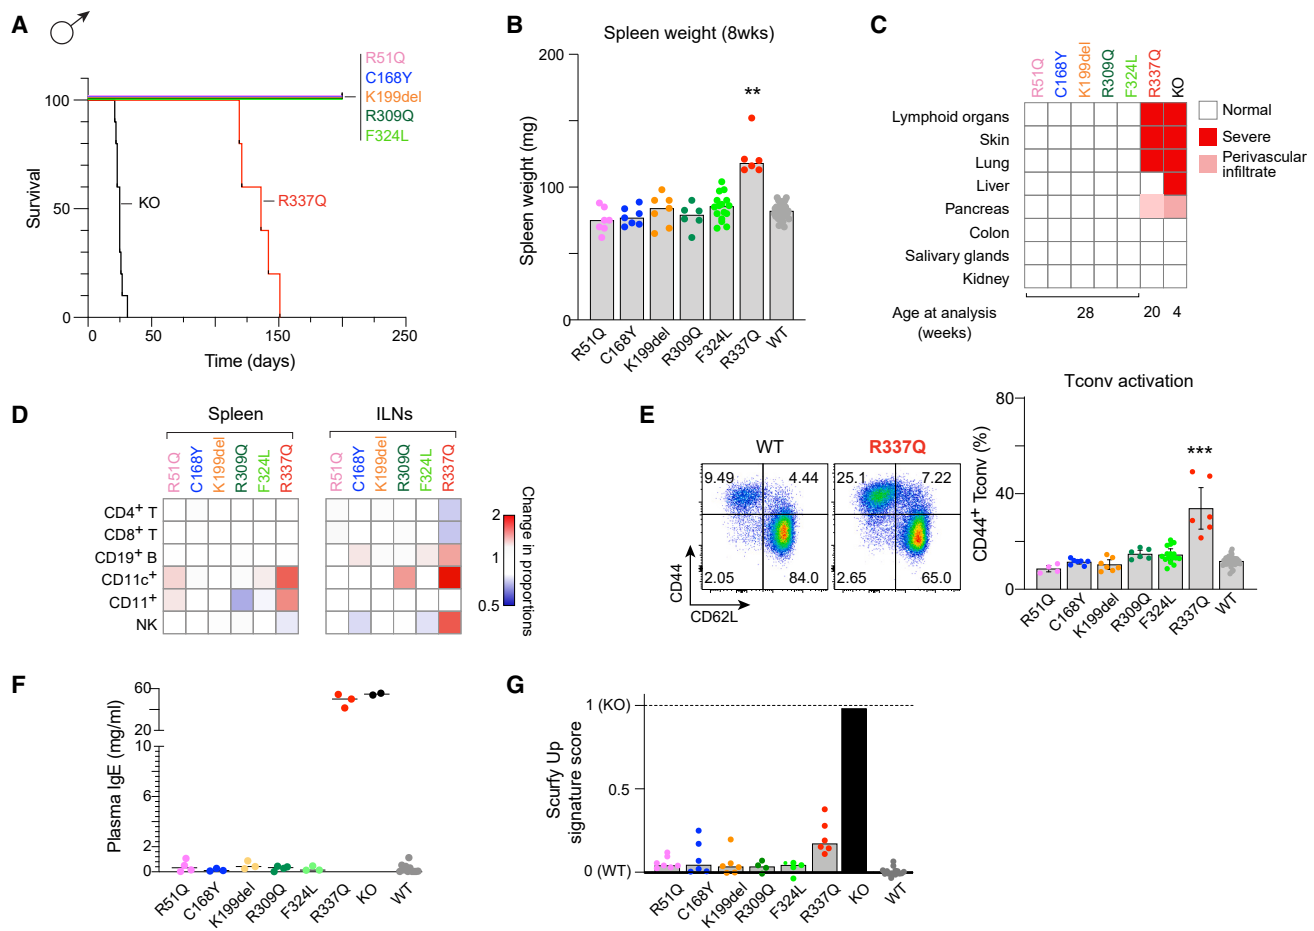 A
R51Q
C168Y
K199del
R309Q
F324L
100
50
0
Survival
KO
R337Q
0
50
100
151
200
250
Time (days)
B
Spleen weight (8wks)
200
100
0
Spleen weight (mg)
**
R51Q
C168Y
K199del
R309Q
F324L
R337Q
WT
C
R51Q
C168Y
K199del
R309Q
F324L
R337Q
KO
Lymphoid organs
Skin
Lung
Liver
Pancreas
Colon
Salivary glands
Kidney
Normal
Severe
Perivascular
infiltrate
Age at analysis
(weeks)
28
20
4
D
Spleen
ILNs
R51Q
C168Y
K199del
R309Q
F324L
R337Q
R51Q
C168Y
K199del
R309Q
F324L
R337Q
CD4+ T
CD8+ T
CD19+ B
CD11c+
CD11+
NK
2
1
0.5
Change in proportions
E
WT
R337Q
9.49
4.44
2.05
84.0
25.1
7.22
2.65
65.0
CD44
CD62L
Tconv activation
80
40
0
CD44+ Tconv (%)
***
R51Q
C168Y
K199del
R309Q
F324L
R337Q
WT
F
60
20
10
6
2
0
Plasma IgE (mg/ml)
R51Q
C168Y
K199del
R309Q
F324L
R337Q
KO
WT
G
1 (KO)
0.5
0 (WT)
Scurfy Up
signature score
R51Q
C168Y
K199del
R309Q
F324L
R337Q
KO
WT